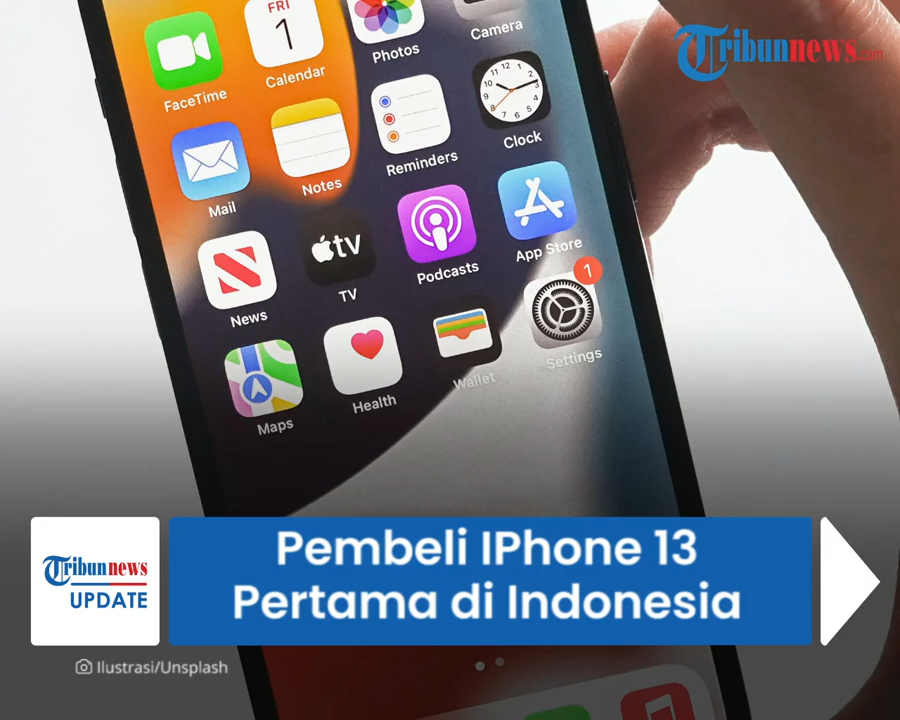 FRI
1
FaceTime
Calendar
Photos
Camera
Tribunnews.com
Mail
Notes
Reminders
Clock
News
tv
TV
Podcasts
App Store
1
Maps
Health
Wallet
Settings
Tribunnews
UPDATE
Pembeli IPhone 13
Pertama di Indonesia
Ilustrasi/Unsplash